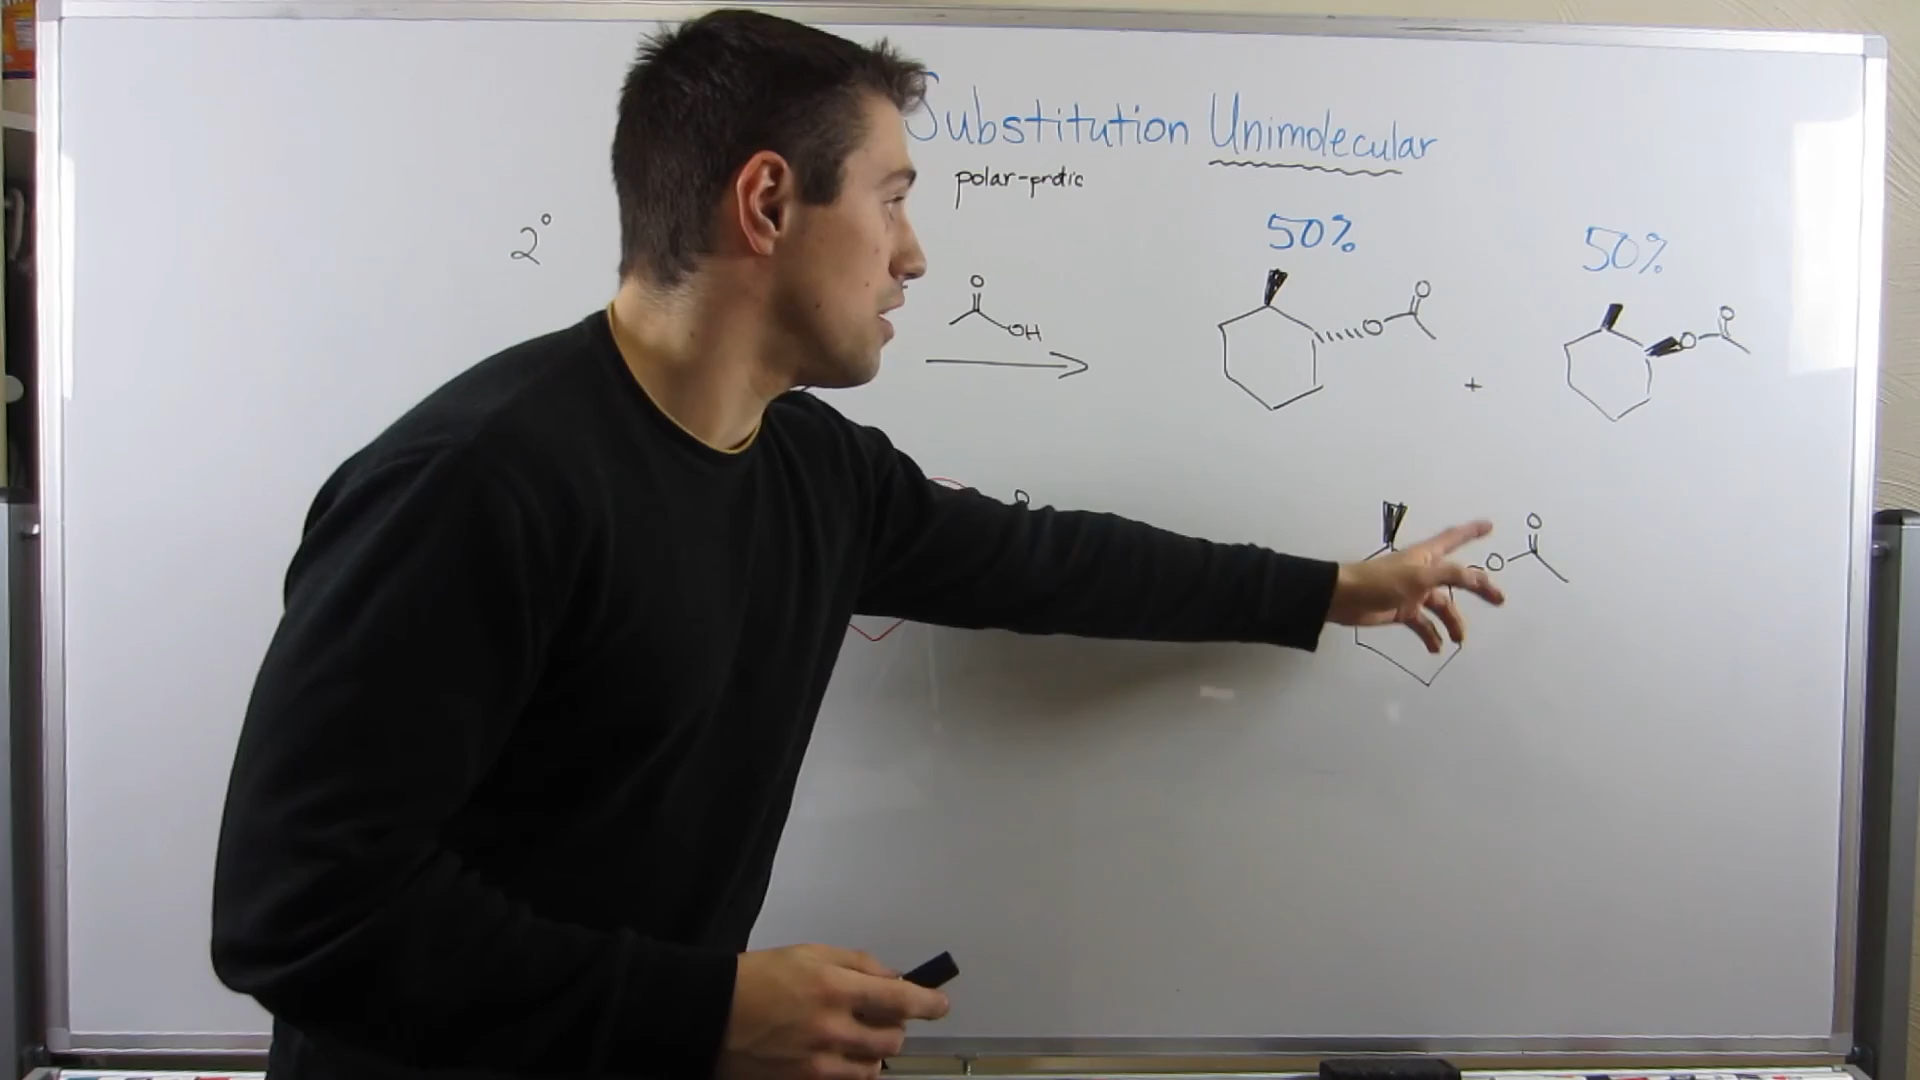 Substitution Unimolecular
polar-protic
50%
50%
2°
O
OH
O
O
O
O
+
O
O
O